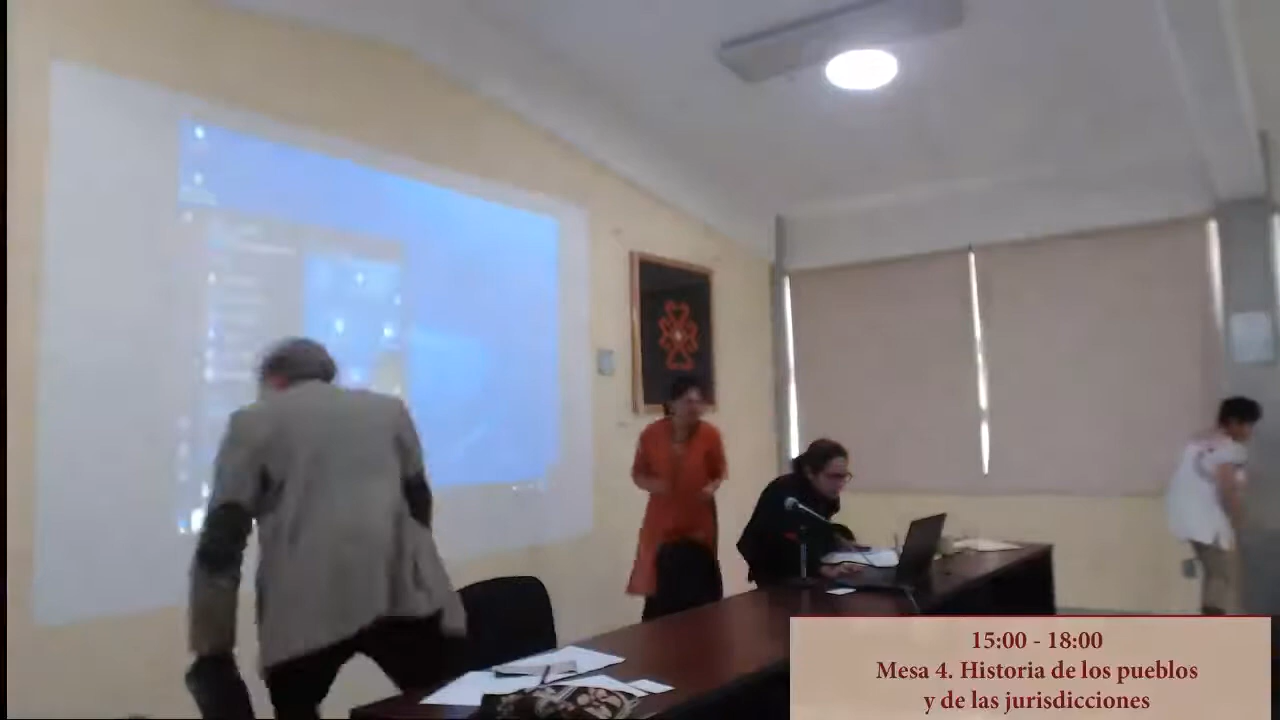 15:00 - 18:00
Mesa 4. Historia de los pueblos
y de las jurisdicciones